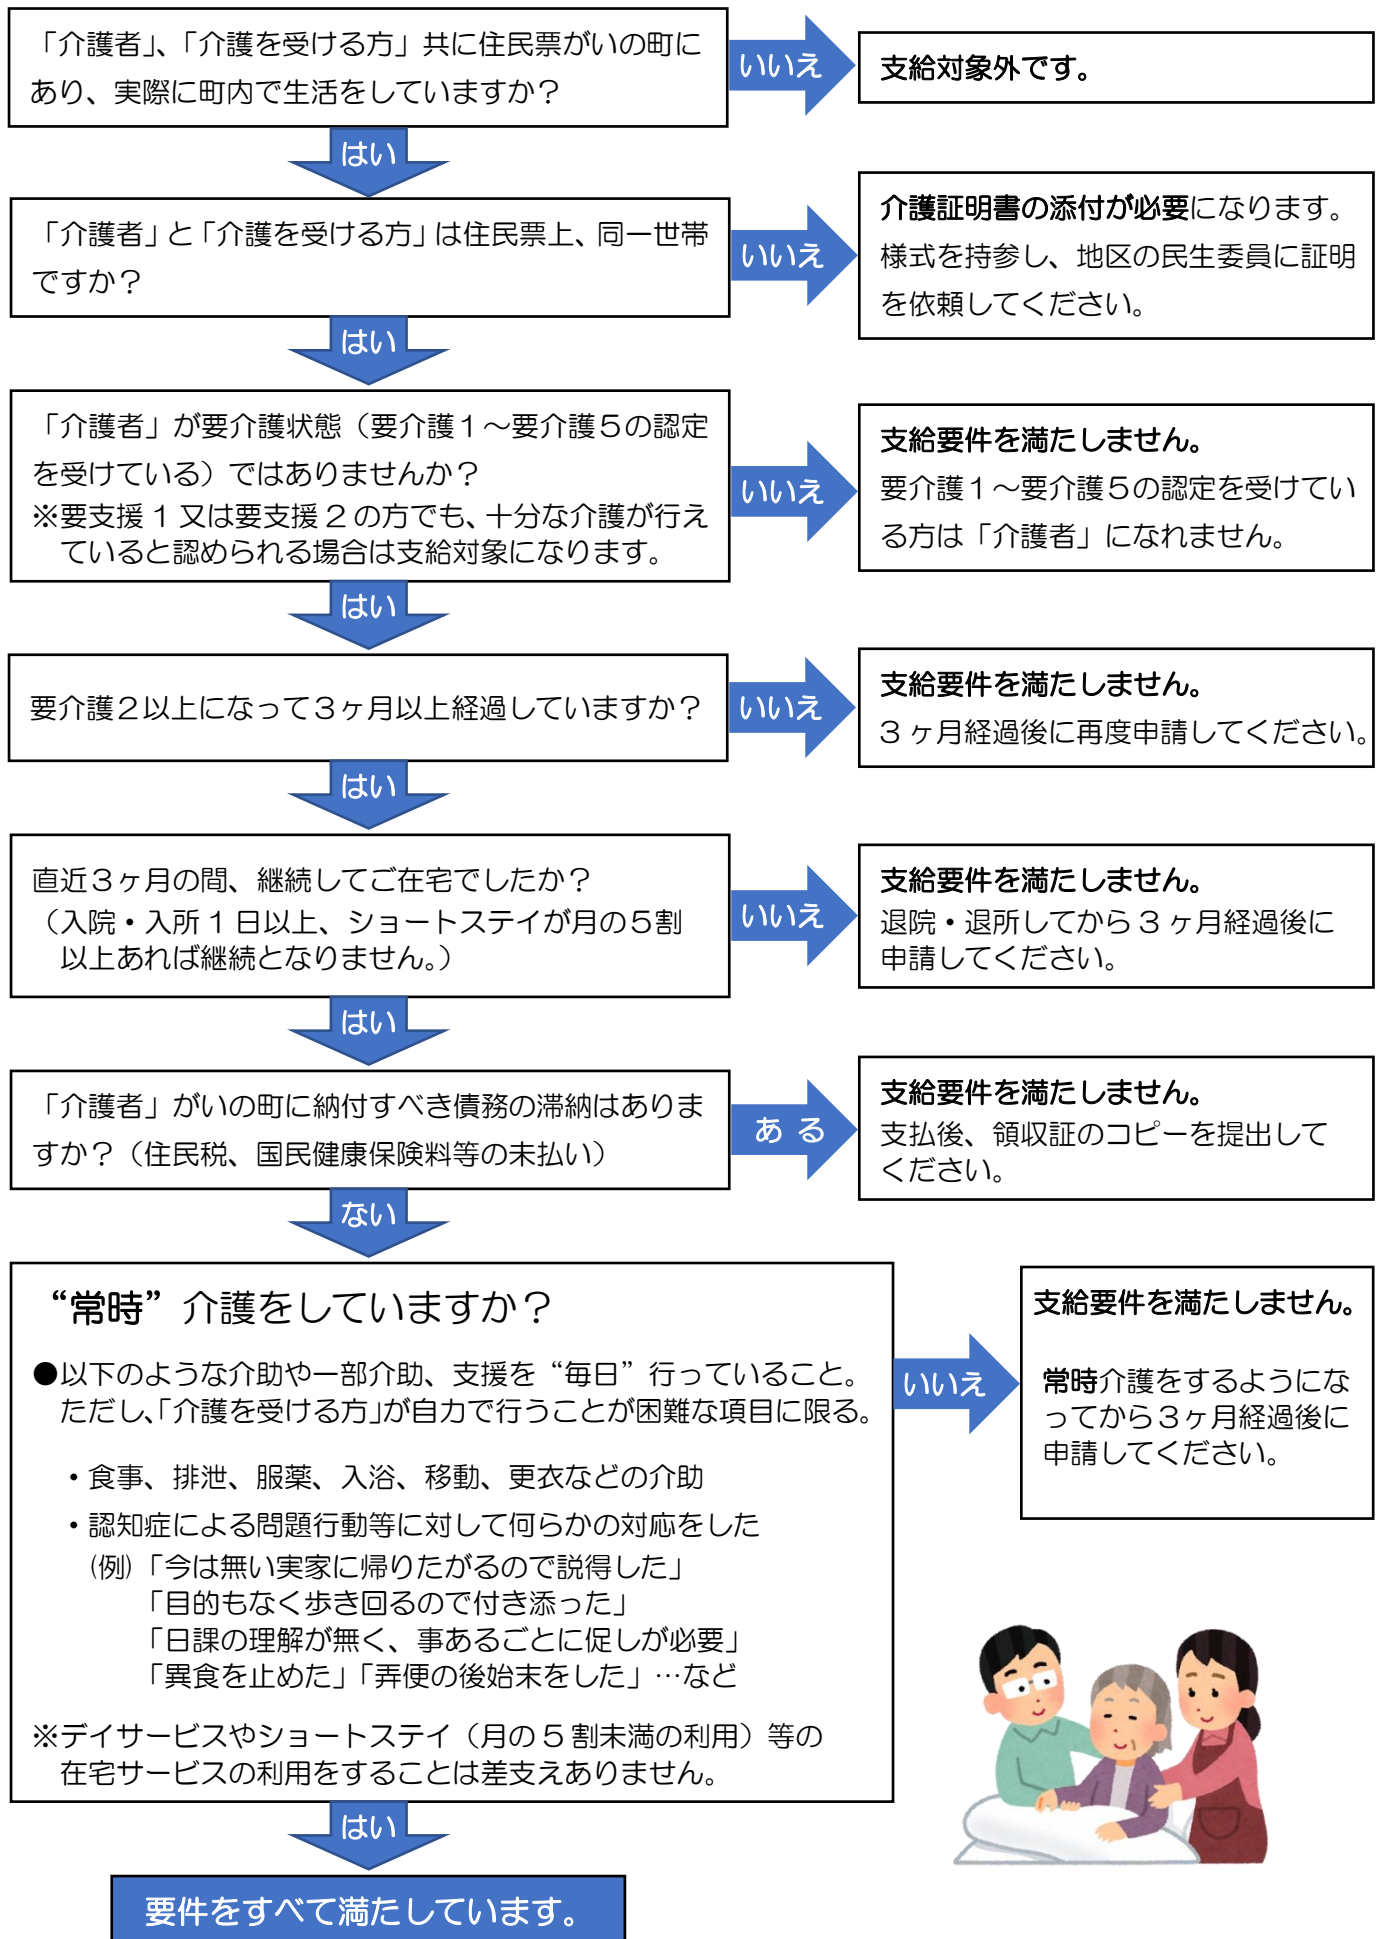 「介護者」、「介護を受ける方」共に住民票がいの町に
あり、実際に町内で生活をしていますか？
いいえ
支給対象外です。
はい
「介護者」と「介護を受ける方」は住民票上、同一世帯
ですか？
いいえ
介護証明書の添付が必要になります。
様式を持参し、地区の民生委員に証明
を依頼してください。
はい
「介護者」が要介護状態（要介護１～要介護５の認定
を受けている）ではありませんか？
※要支援１又は要支援２の方でも、十分な介護が行え
ていると認められる場合は支給対象になります。
いいえ
支給要件を満たしません。
要介護１～要介護５の認定を受けてい
る方は「介護者」になれません。
はい
要介護２以上になって３ヶ月以上経過していますか？
いいえ
支給要件を満たしません。
３ヶ月経過後に再度申請してください。
はい
直近３ヶ月の間、継続してご在宅でしたか？
（入院・入所１日以上、ショートステイが月の５割
以上あれば継続となりません。）
いいえ
支給要件を満たしません。
退院・退所してから３ヶ月経過後に
申請してください。
はい
「介護者」がいの町に納付すべき債務の滞納はありま
すか？（住民税、国民健康保険料等の未払い）
ある
支給要件を満たしません。
支払後、領収証のコピーを提出して
ください。
ない
“常時”介護をしていますか？
●以下のような介助や一部介助、支援を“毎日”行っていること。
ただし、「介護を受ける方」が自力で行うことが困難な項目に限る。
・食事、排泄、服薬、入浴、移動、更衣などの介助
・認知症による問題行動等に対して何らかの対応をした
(例)「今は無い実家に帰りたがるので説得した」
「目的もなく歩き回るので付き添った」
「日課の理解が無く、事あるごとに促しが必要」
「異食を止めた」「弄便の後始末をした」…など
※デイサービスやショートステイ（月の５割未満の利用）等の
在宅サービスの利用をすることは差支えありません。
いいえ
支給要件を満たしません。
常時介護をするようにな
ってから３ヶ月経過後に
申請してください。
はい
要件をすべて満たしています。